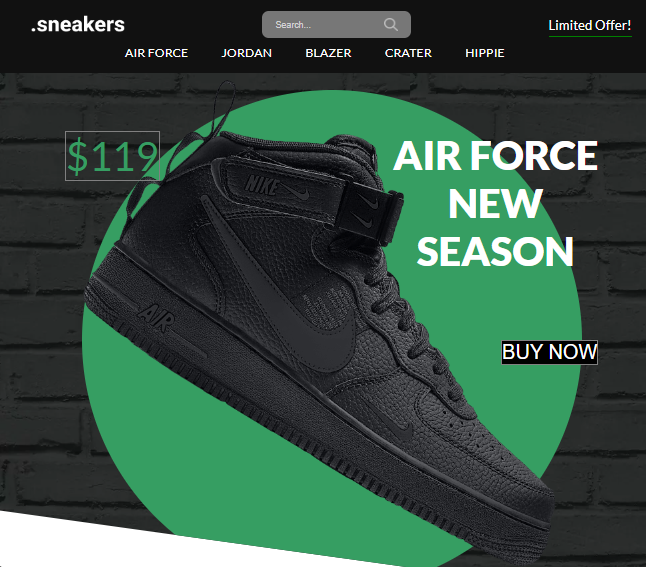 .sneakers
Search...
Limited Offer!
AIR FORCE
JORDAN
BLAZER
CRATER
HIPPIE
$119
AIR FORCE
NEW
SEASON
NIKE
AIR
BUY NOW